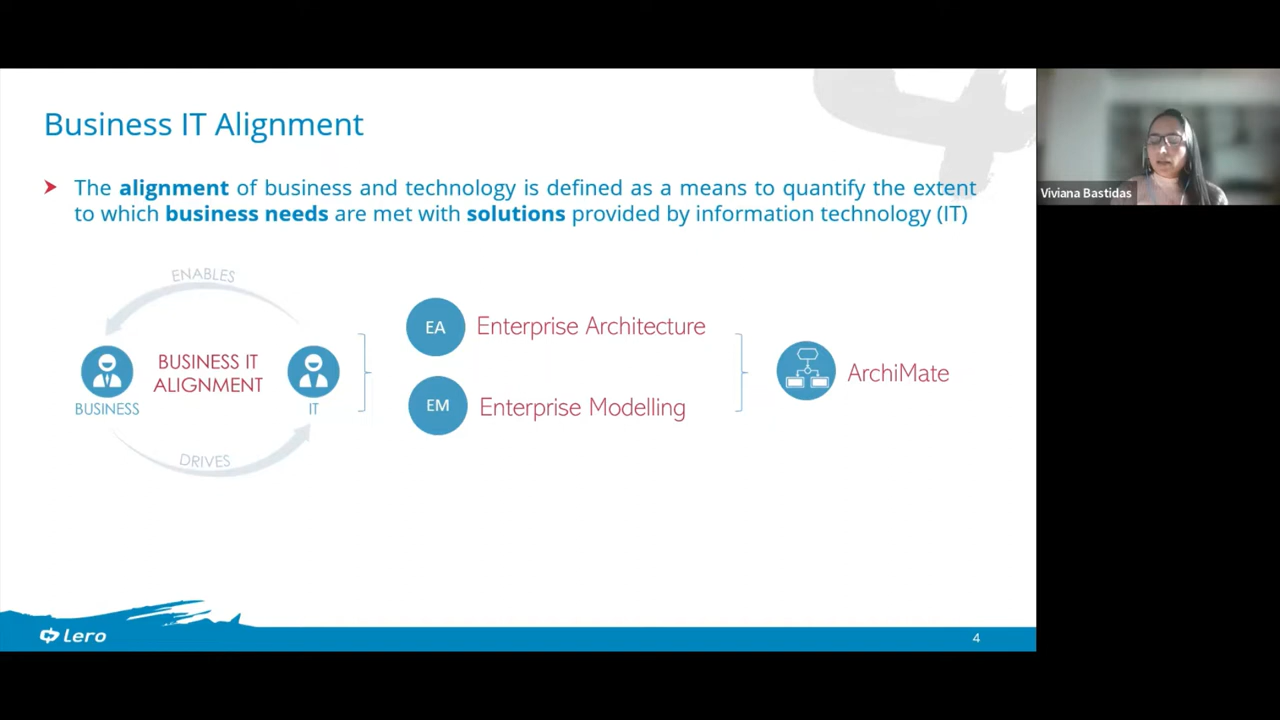 Business IT Alignment
The alignment of business and technology is defined as a means to quantify the extent
to which business needs are met with solutions provided by information technology (IT)
Viviana Bastidas
ENABLES
BUSINESS IT
ALIGNMENT
BUSINESS
IT
DRIVES
EA
Enterprise Architecture
EM
Enterprise Modelling
ArchiMate
lero
4